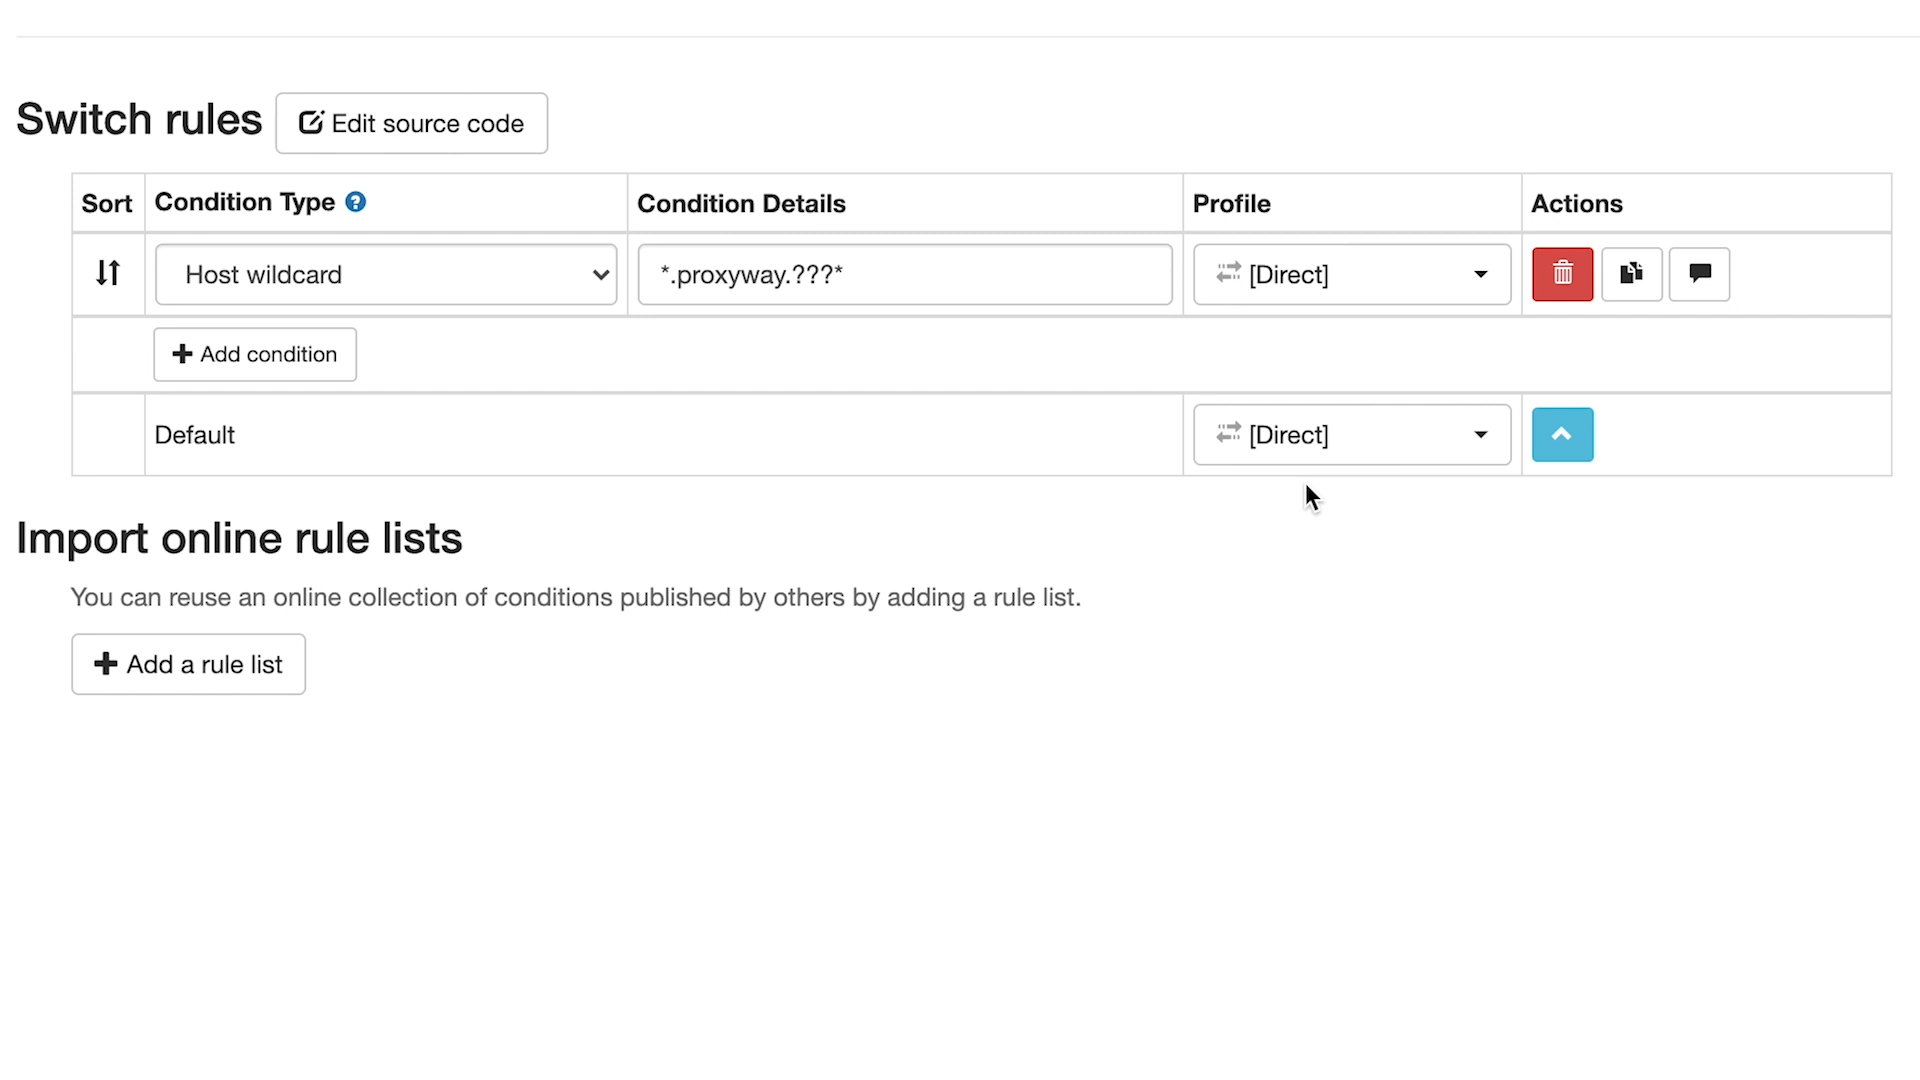 Switch rules Edit source code
Sort Condition Type ? Condition Details Profile Actions
Host wildcard *.proxyway.???* [Direct]
Add condition
Default [Direct]
Import online rule lists
You can reuse an online collection of conditions published by others by adding a rule list.
Add a rule list